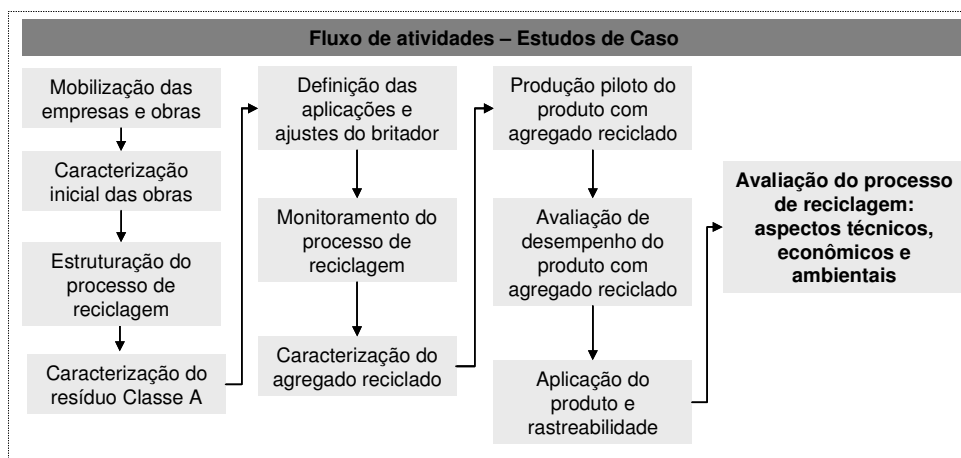 Fluxo de atividades – Estudos de Caso
Mobilização das
empresas e obras
Caracterização
inicial das obras
Estruturação do
processo de
reciclagem
Caracterização do
resíduo Classe A
Definição das
aplicações e
ajustes do britador
Monitoramento do
processo de
reciclagem
Caracterização do
agregado reciclado
Produção piloto do
produto com
agregado reciclado
Avaliação de
desempenho do
produto com
agregado reciclado
Aplicação do
produto e
rastreabilidade
Avaliação do processo
de reciclagem:
aspectos técnicos,
econômicos e
ambientais